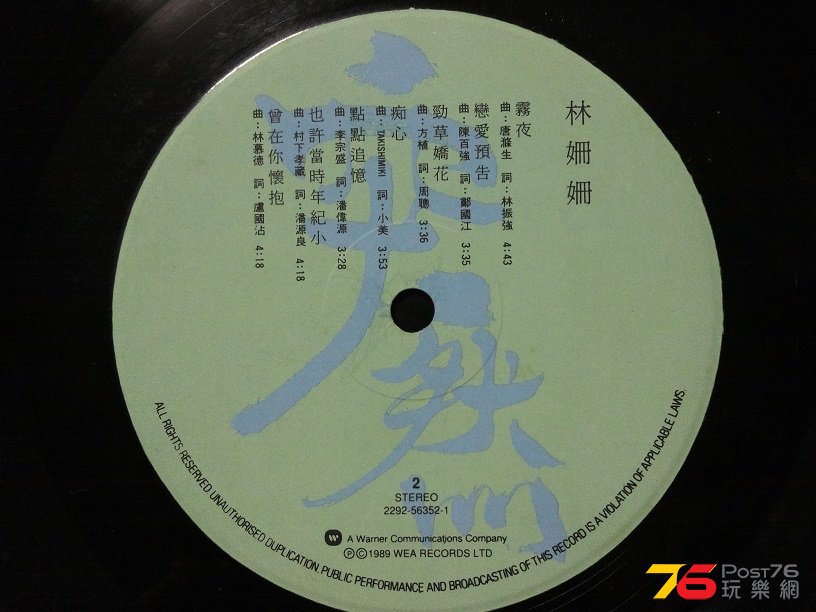 林姍姍
霧夜
曲：唐滌生 詞：林振強 4:43
戀愛預告
曲：陳百強 詞：鄭國江 3:35
勁草嬌花
曲：方植 詞：周聰 3:36
痴心
曲：TAKISHIMIKI 詞：小美 3:53
點點追憶
曲：李宗盛 詞：潘偉源 3:28
也許當時年紀小
曲：村下孝藏 詞：潘源良 4:18
曾在你懷抱
曲：林慕德 詞：盧國沾 4:18
2
STEREO
2292-56352-1
A Warner Communications Company
Ⓟ©1989 WEA RECORDS LTD
ALL RIGHTS RESERVED. UNAUTHORISED DUPLICATION. PUBLIC PERFORMANCE AND BROADCASTING OF THIS RECORD IS A VIOLATION OF APPLICABLE LAWS.
76 POST76
玩樂網